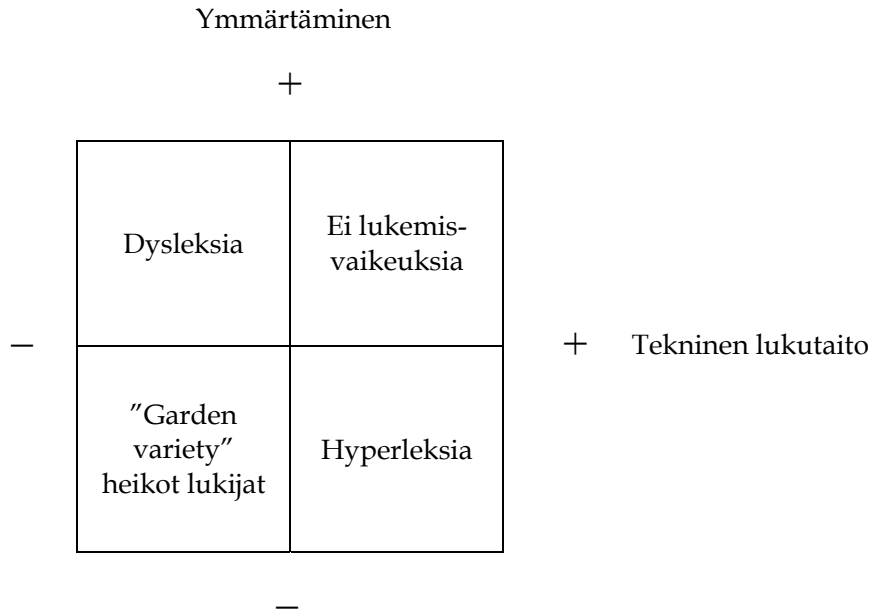 Ymmärtäminen
+
Dysleksia
Ei lukemis-
vaikeuksia
− + Tekninen lukutaito
”Garden
variety”
heikot lukijat
Hyperleksia
−